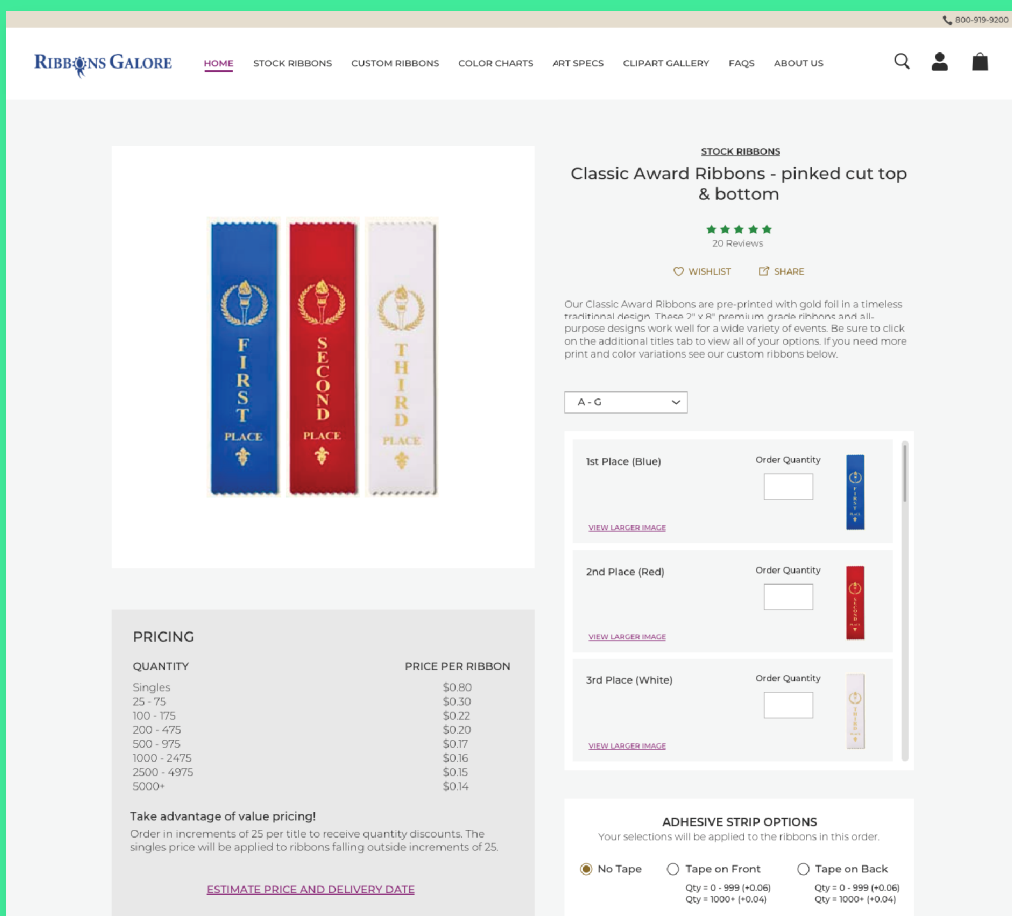 800-919-9200
RIBBONS GALORE
HOME STOCK RIBBONS CUSTOM RIBBONS COLOR CHARTS ART SPECS CLIPART GALLERY FAQS ABOUT US
FIRST
PLACE
SECOND
PLACE
THIRD
PLACE
STOCK RIBBONS
Classic Award Ribbons - pinked cut top
& bottom
20 Reviews
WISHLIST SHARE
Our Classic Award Ribbons are pre-printed with gold foil in a timeless
traditional design. These 2" x 8" premium grade ribbons and all-
purpose designs work well for a wide variety of events. Be sure to click
on the additional titles tab to view all of your options. If you need more
print and color variations see our custom ribbons below.
A - G
1st Place (Blue) Order Quantity
FIRST
PLACE
VIEW LARGER IMAGE
2nd Place (Red) Order Quantity
SECOND
VIEW LARGER IMAGE
3rd Place (White) Order Quantity
THIRD
VIEW LARGER IMAGE
PRICING
QUANTITY PRICE PER RIBBON
Singles $0.80
25 - 75 $0.30
100 - 175 $0.22
200 - 475 $0.20
500 - 975 $0.17
1000 - 2475 $0.16
2500 - 4975 $0.15
5000+ $0.14
Take advantage of value pricing!
Order in increments of 25 per title to receive quantity discounts. The
singles price will be applied to ribbons falling outside increments of 25.
ESTIMATE PRICE AND DELIVERY DATE
ADHESIVE STRIP OPTIONS
Your selections will be applied to the ribbons in this order.
No Tape Tape on Front Tape on Back
Qty = 0 - 999 (+0.06) Qty = 0 - 999 (+0.06)
Qty = 1000+ (+0.04) Qty = 1000+ (+0.04)